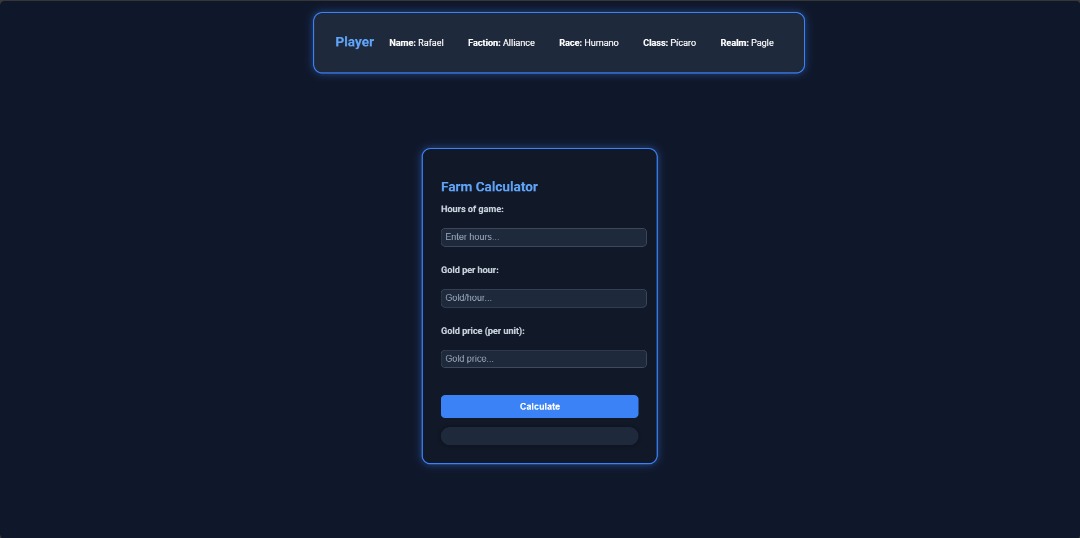 Player Name: Rafael Faction: Alliance Race: Humano Class: Pícaro Realm: Pagle
Farm Calculator
Hours of game:
Enter hours...
Gold per hour:
Gold/hour...
Gold price (per unit):
Gold price...
Calculate